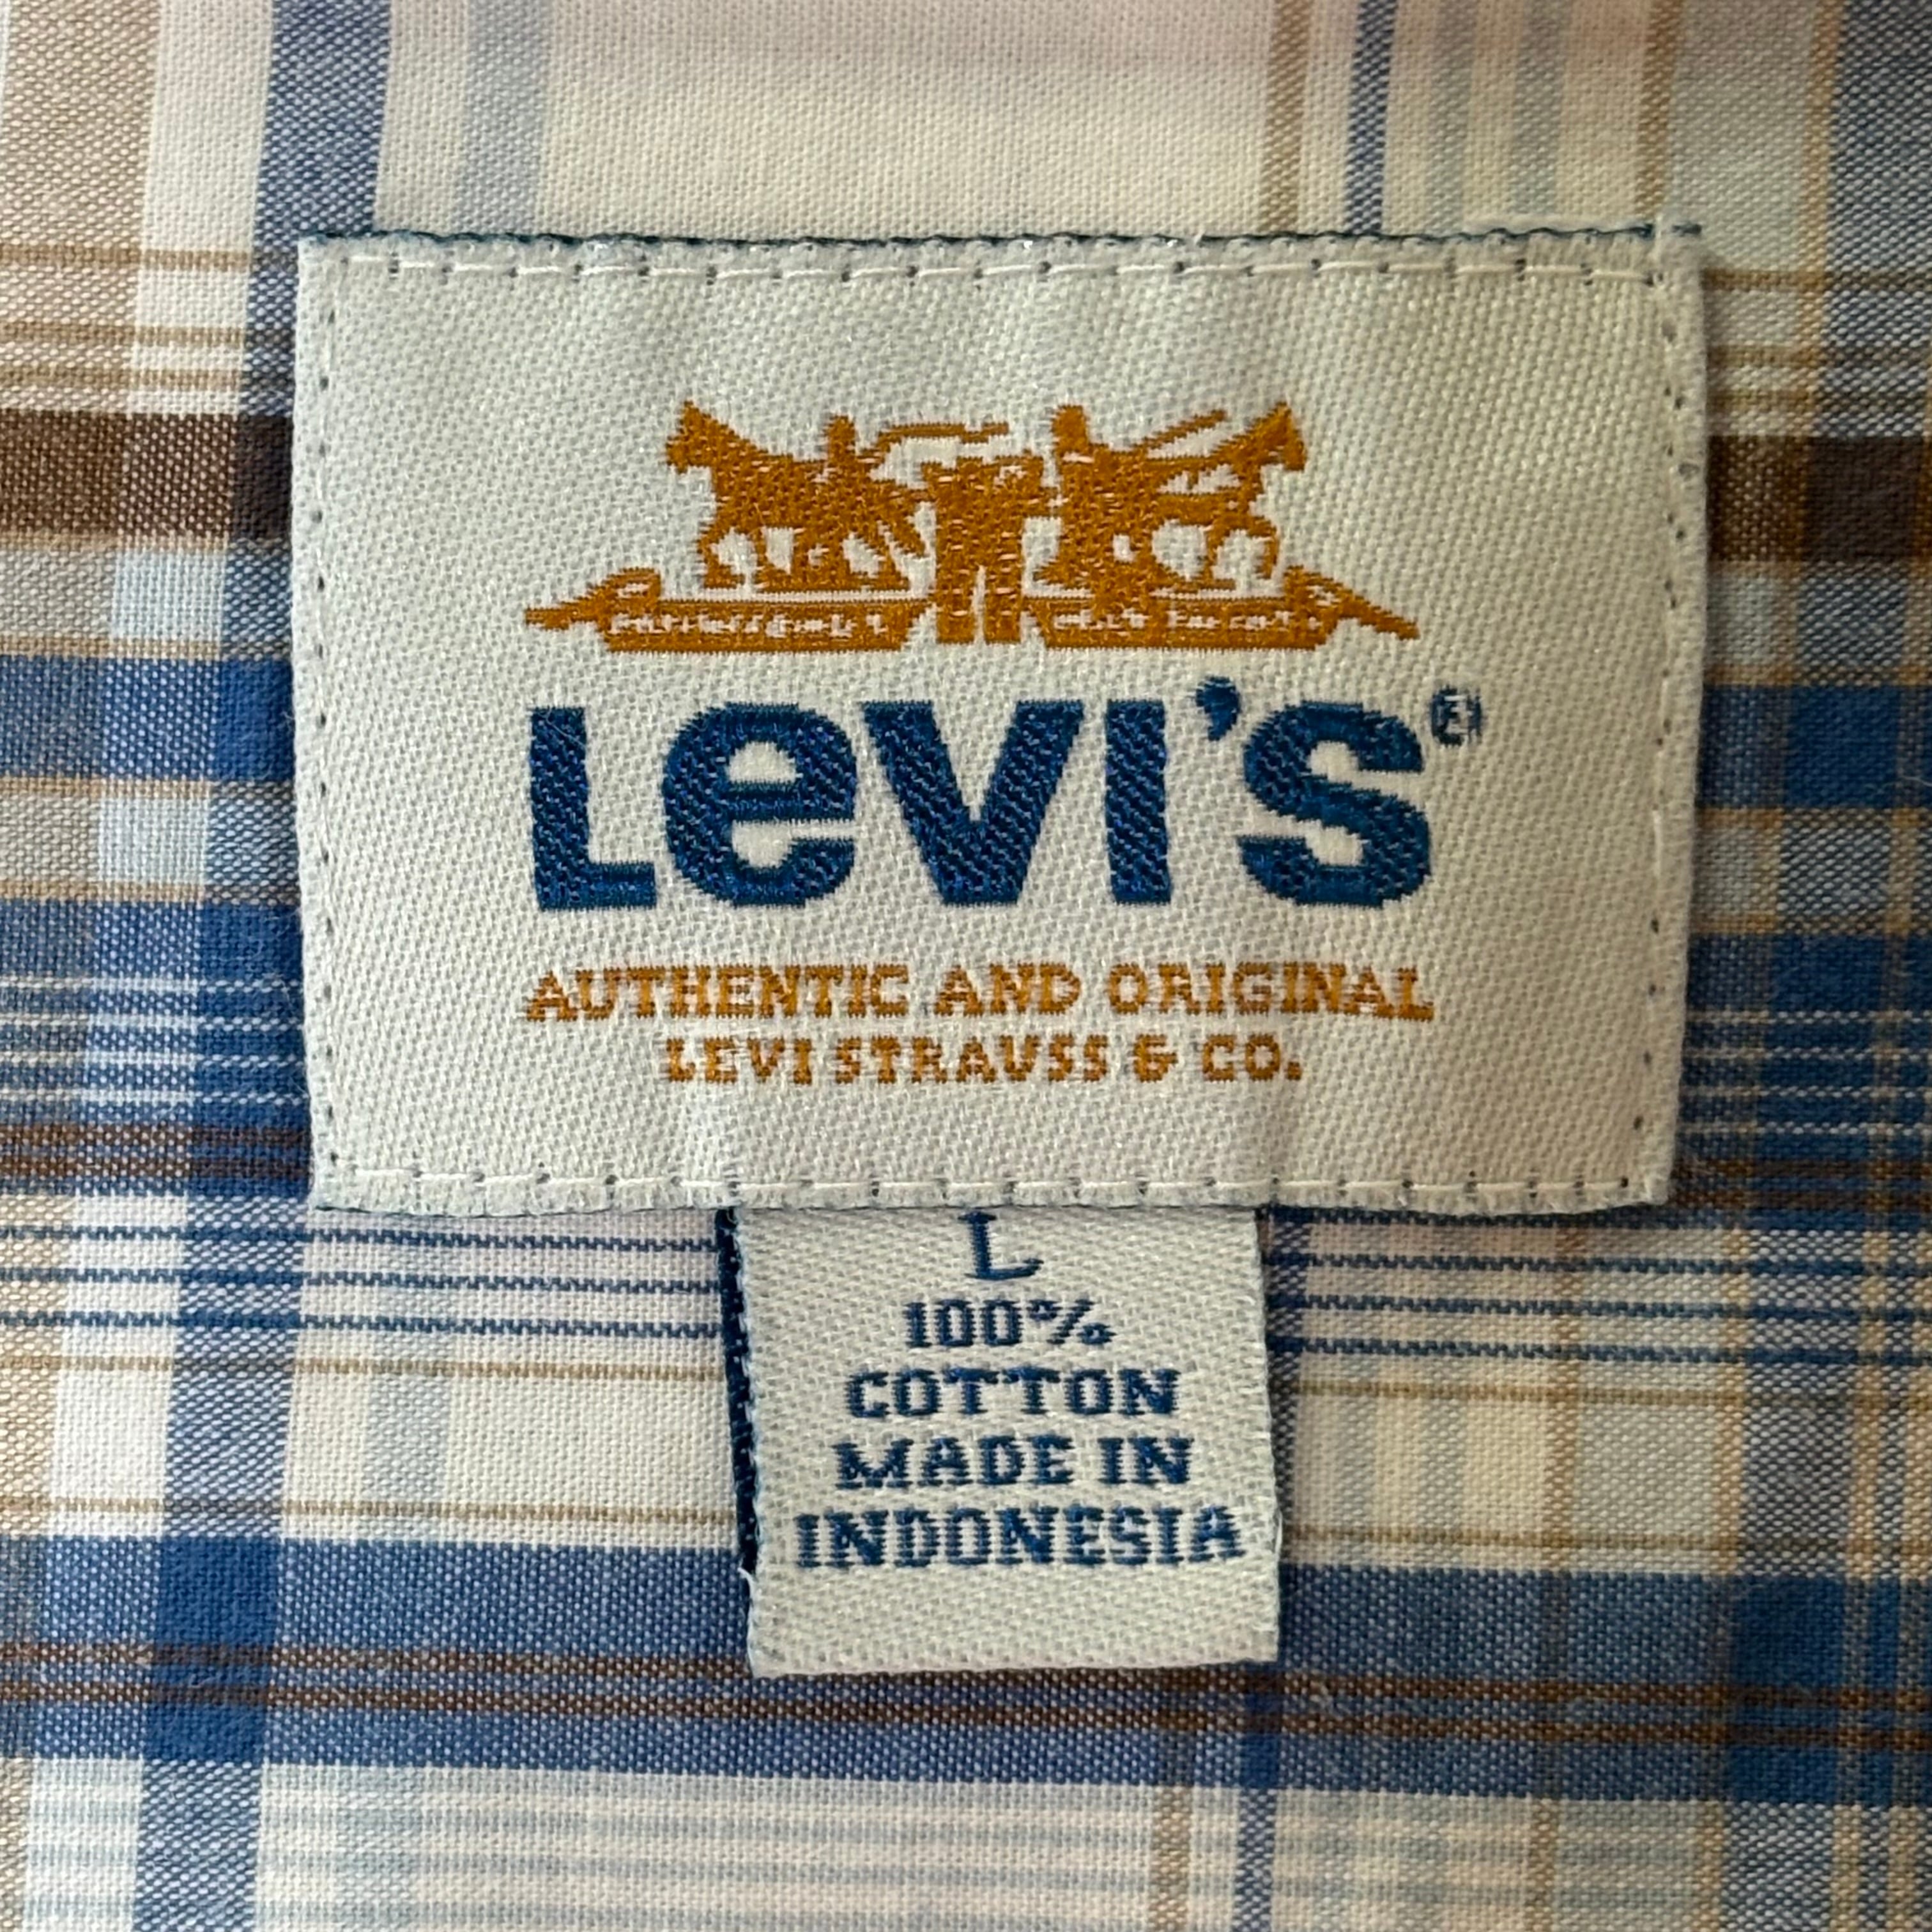 LEVI'S®
AUTHENTIC AND ORIGINAL
LEVI STRAUSS & CO.
L
100%
COTTON
MADE IN
INDONESIA